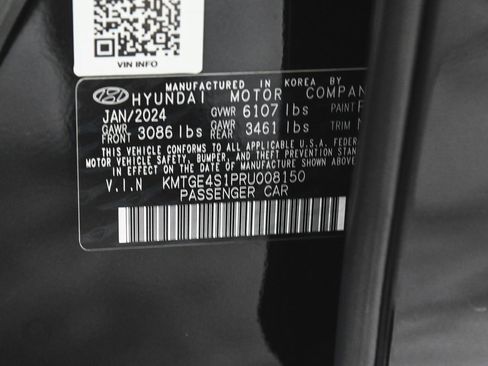 VIN INFO
MANUFACTURED IN KOREA BY
HYUNDAI MOTOR COMPAN
JAN/2024 GVWR 6107 lbs PAINT
GAWR FRONT 3086 lbs GAWR REAR 3461 lbs TRIM
THIS VEHICLE CONFORMS TO ALL APPLICABLE U.S.A. FEDER
MOTOR VEHICLE SAFETY, BUMPER, AND THEFT PREVENTION STAN
IN EFFECT ON THE DATE OF MANUFACTURE SHOWN ABOVE.
V.I.N KMTGE4S1PRU008150
PASSENGER CAR